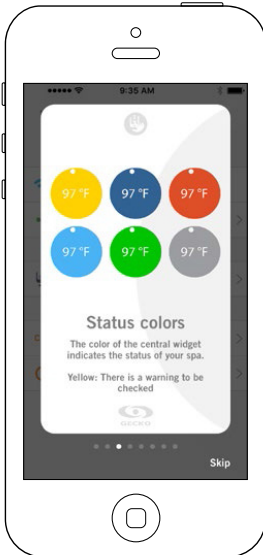 9:35 AM
97 °F 97 °F 97 °F
97 °F 97 °F 97 °F
Status colors
The color of the central widget
indicates the status of your spa.
Yellow: There is a warning to be
checked
GECKO
Skip